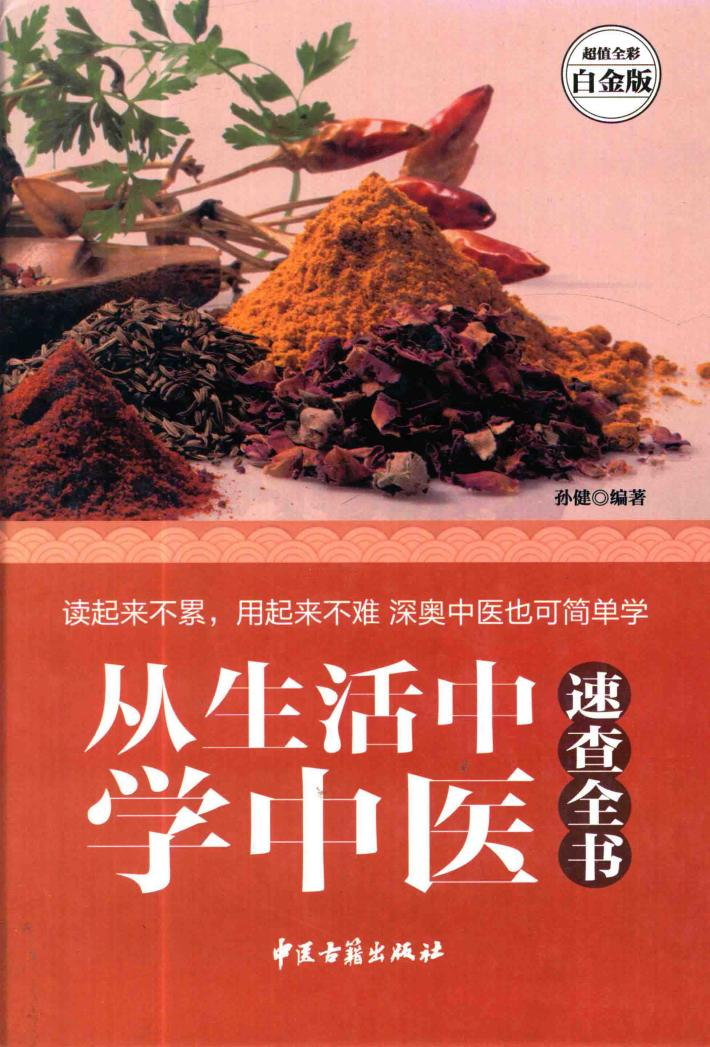 超值全彩
白金版
孙健◎编著
读起来不累，用起来不难 深奥中医也可简单学
从生活中
学中医
速查全书
中医古籍出版社